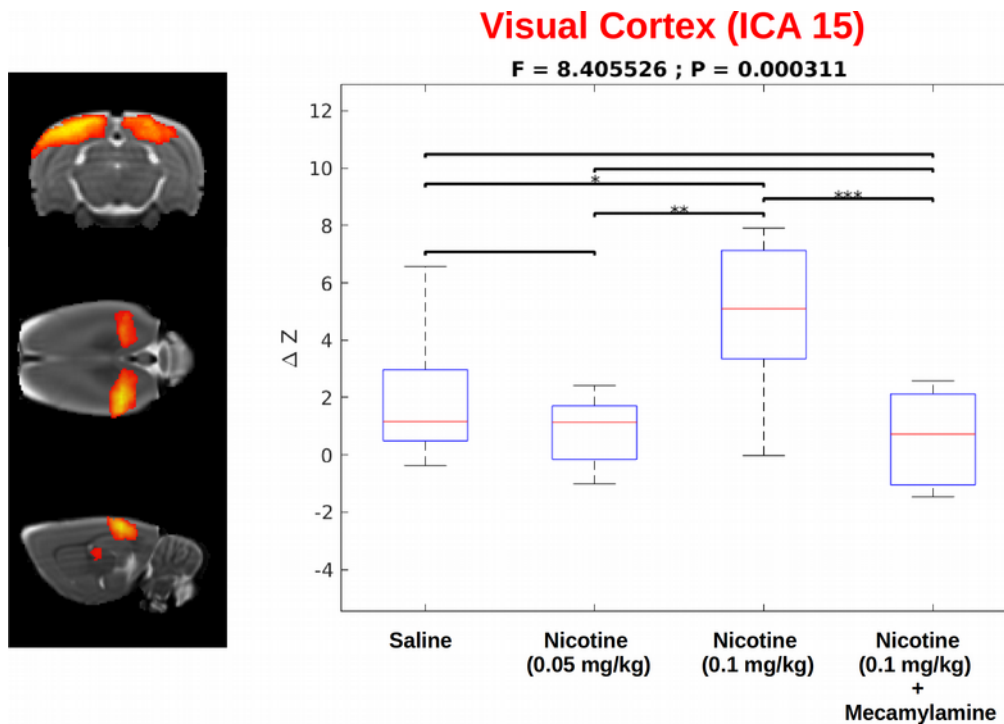 Visual Cortex (ICA 15)
F = 8.405526 ; P = 0.000311
12
10
8
6
4
2
0
-2
-4
Δ Z
*
**
***
Saline
Nicotine
(0.05 mg/kg)
Nicotine
(0.1 mg/kg)
Nicotine
(0.1 mg/kg)
+
Mecamylamine